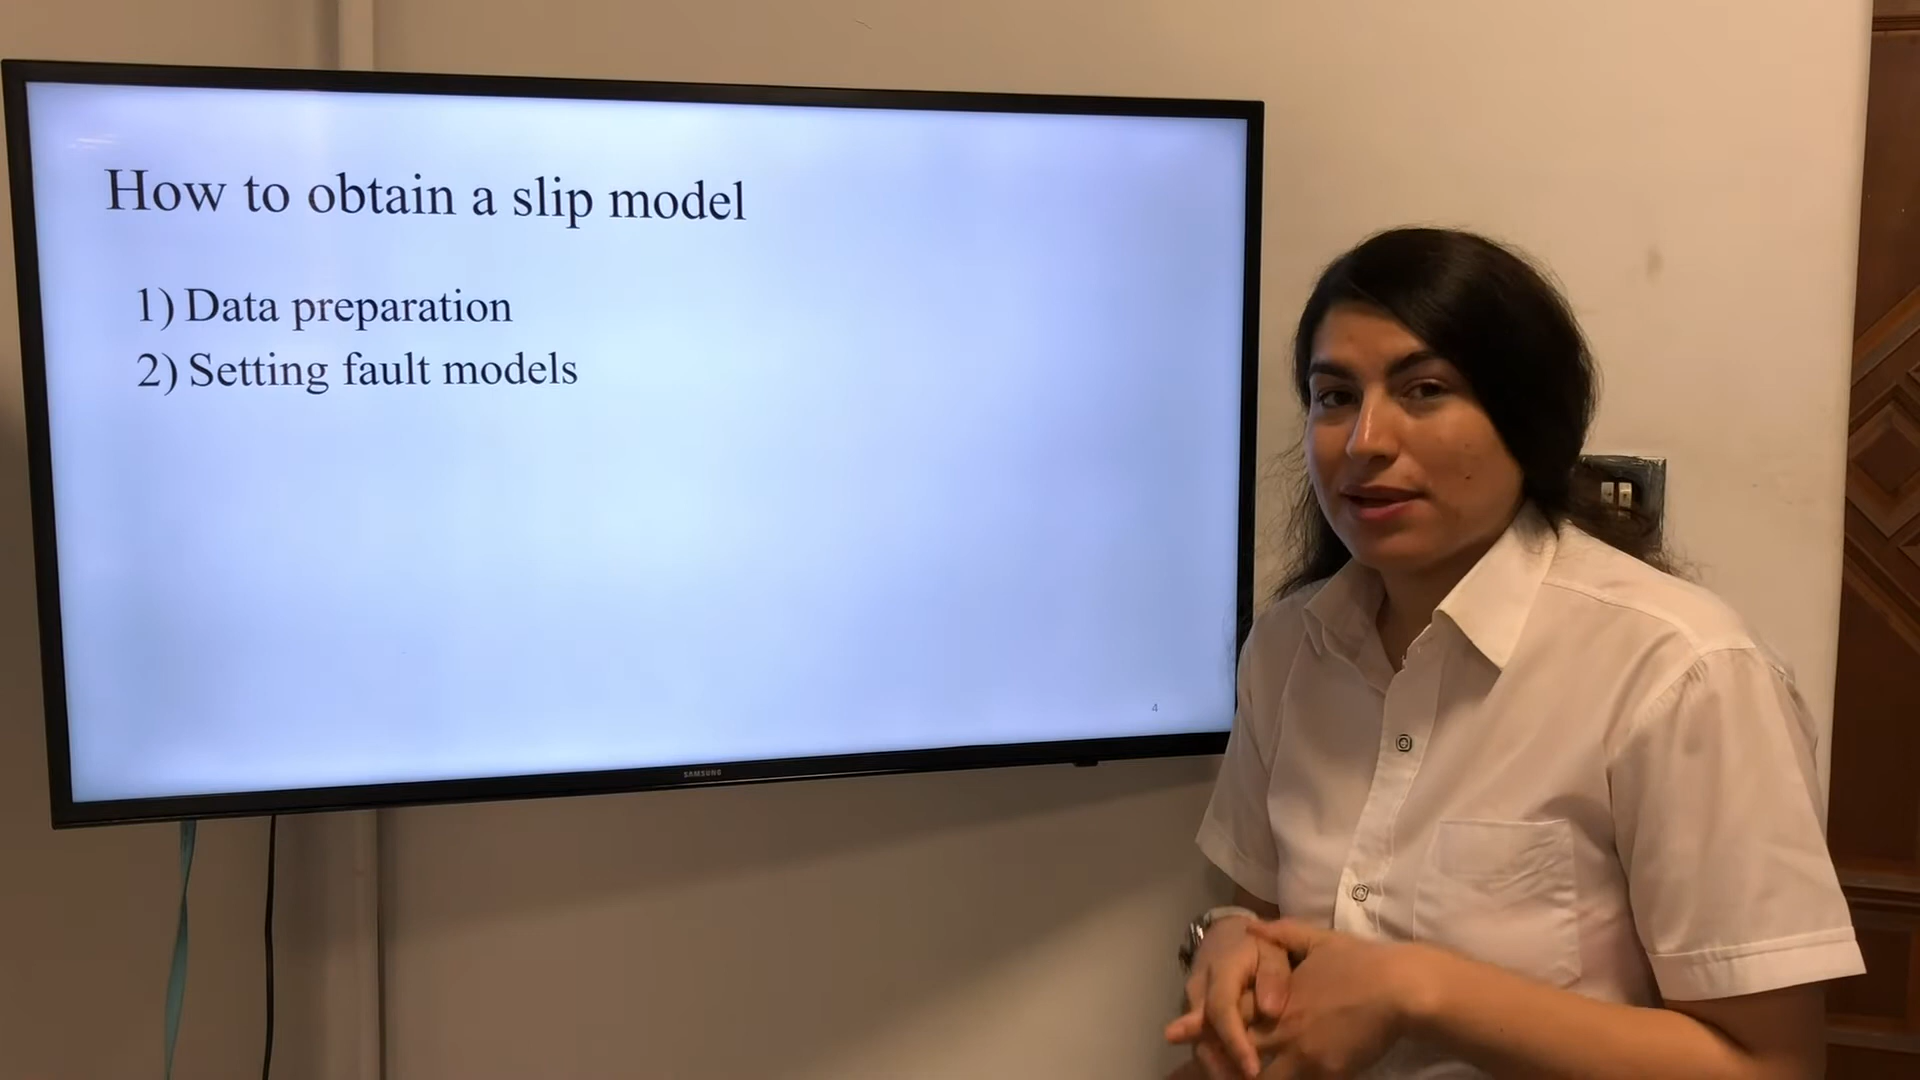 How to obtain a slip model
1) Data preparation
2) Setting fault models
4
SAMSUNG